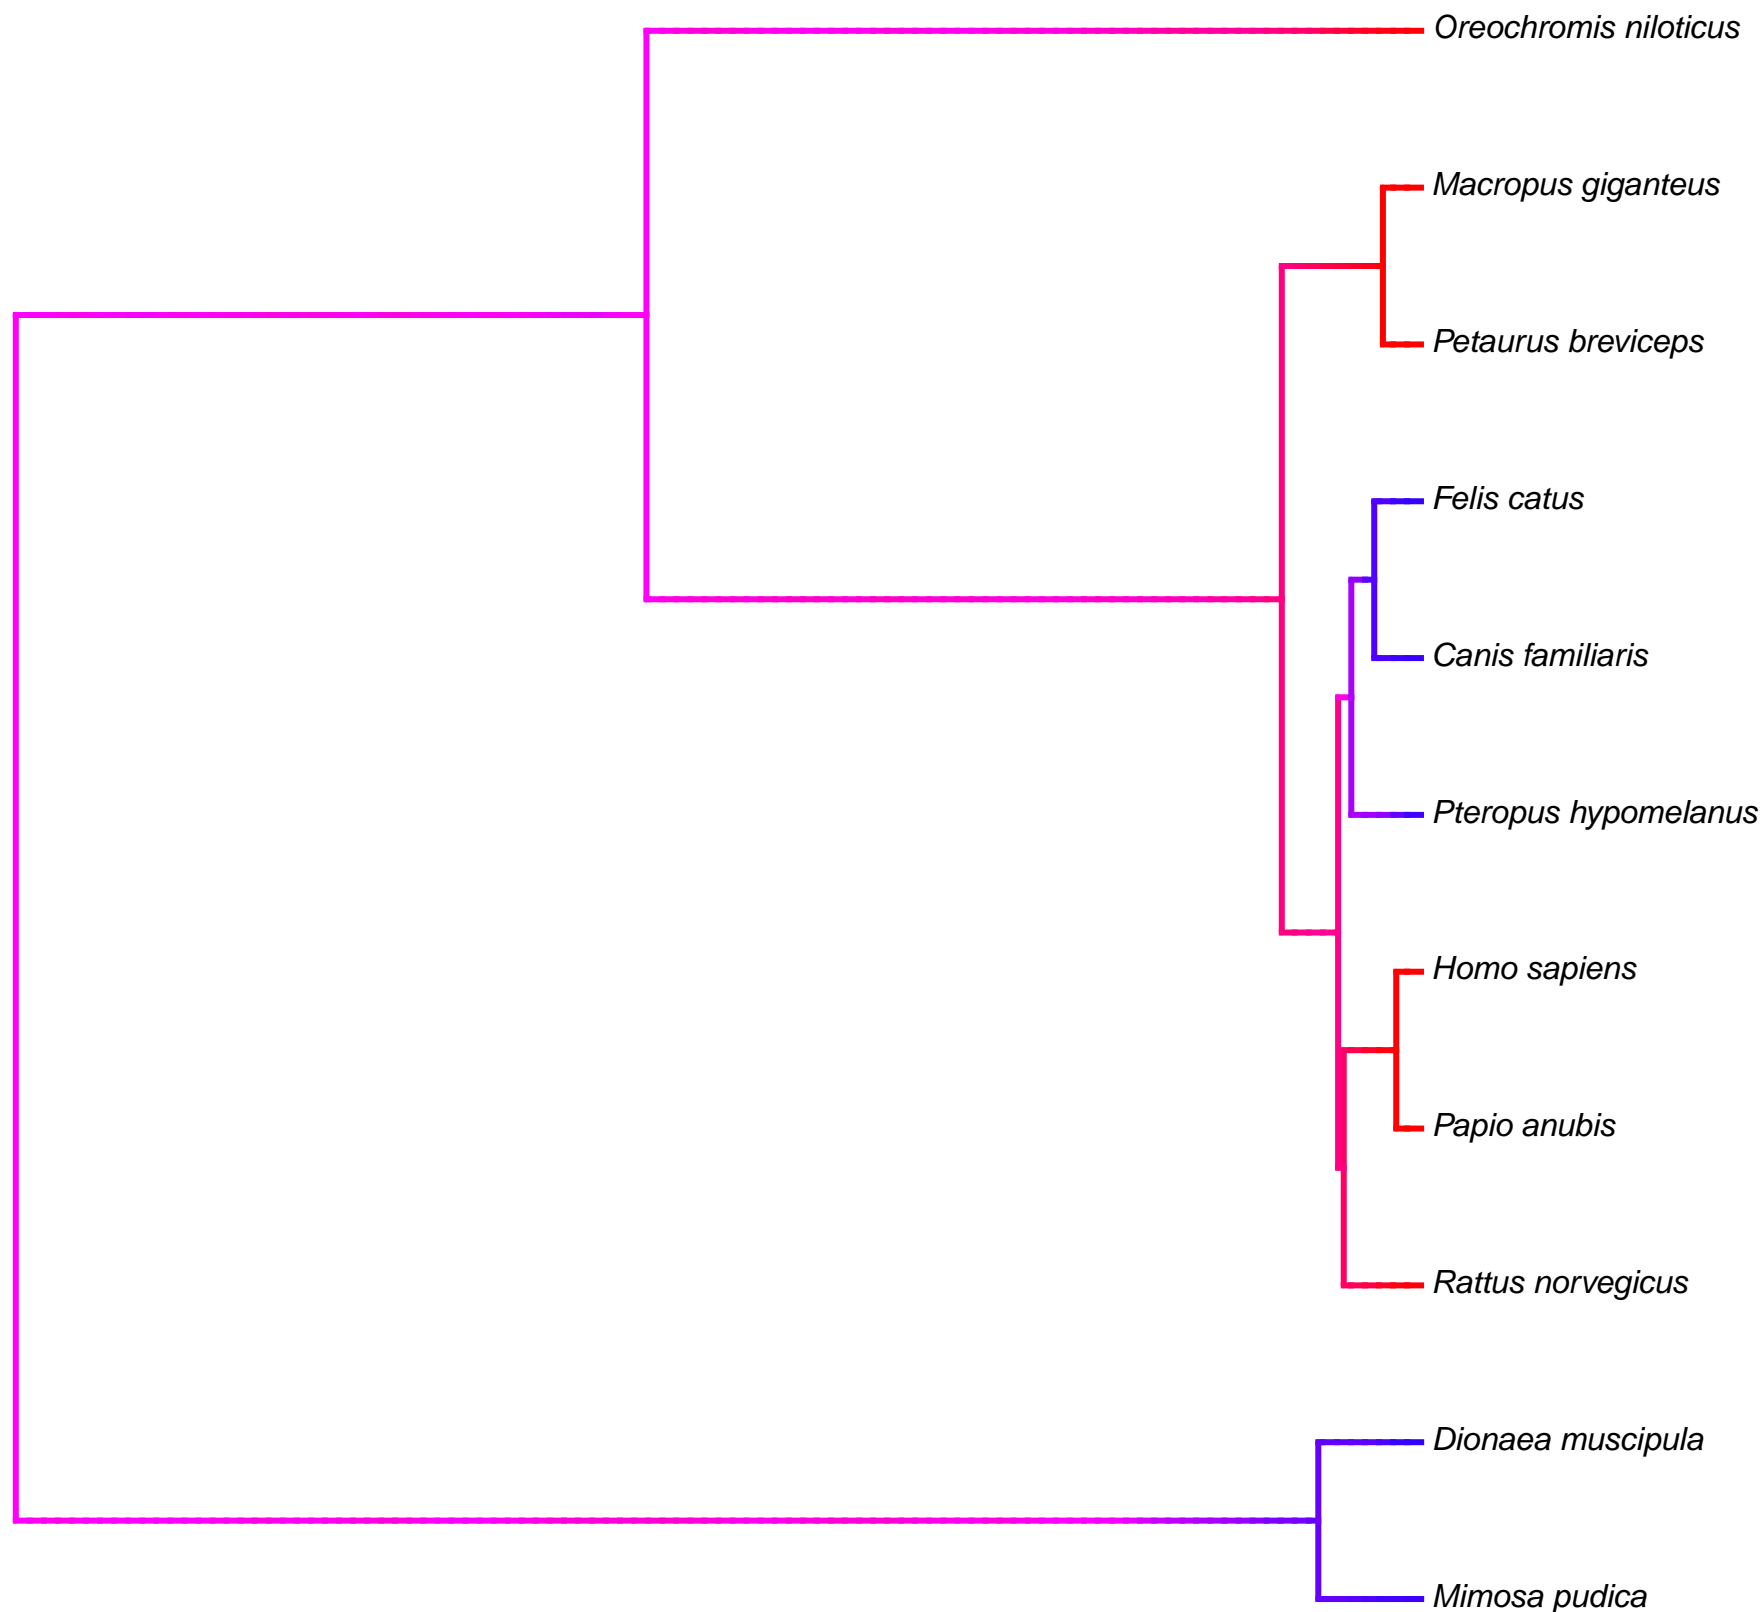 Oreochromis niloticus
Macropus giganteus
Petaurus breviceps
Felis catus
Canis familiaris
Pteropus hypomelanus
Homo sapiens
Papio anubis
Rattus norvegicus
Dionaea muscipula
Mimosa pudica